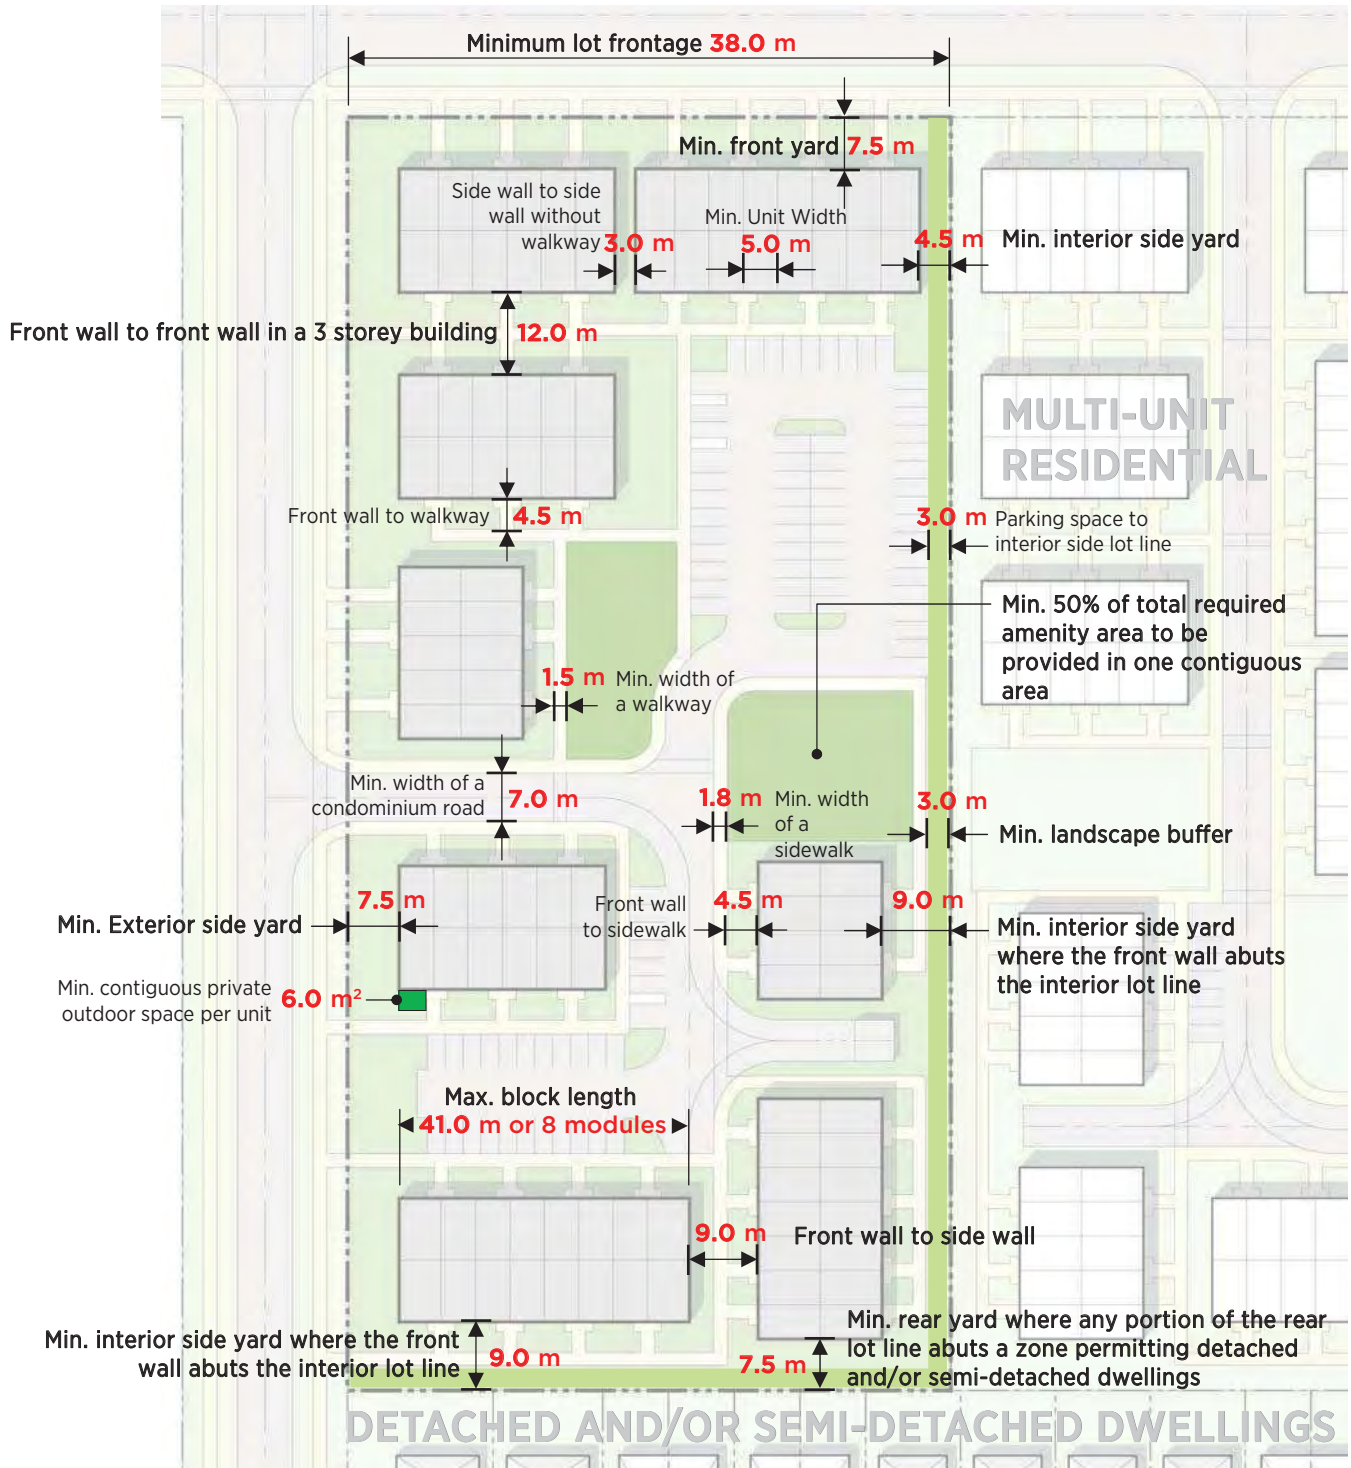 Minimum lot frontage 38.0 m
Min. front yard 7.5 m
Side wall to side
wall without
walkway 3.0 m
Min. Unit Width
5.0 m
4.5 m Min. interior side yard
Front wall to front wall in a 3 storey building 12.0 m
MULTI-UNIT
RESIDENTIAL
Front wall to walkway 4.5 m
3.0 m Parking space to
interior side lot line
Min. 50% of total required
amenity area to be
provided in one contiguous
area
1.5 m Min. width of
a walkway
Min. width of a
condominium road 7.0 m
1.8 m Min. width
of a
sidewalk
3.0 m
Min. landscape buffer
7.5 m
Min. Exterior side yard
Front wall
to sidewalk
4.5 m
9.0 m
Min. interior side yard
where the front wall abuts
the interior lot line
Min. contiguous private
outdoor space per unit 6.0 m²
Max. block length
41.0 m or 8 modules
9.0 m Front wall to side wall
Min. interior side yard where the front
wall abuts the interior lot line 9.0 m
7.5 m
Min. rear yard where any portion of the rear
lot line abuts a zone permitting detached
and/or semi-detached dwellings
DETACHED AND/OR SEMI-DETACHED DWELLINGS